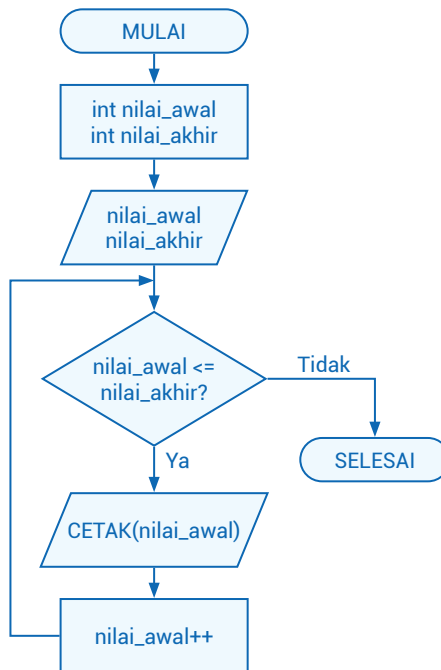 MULAI
int nilai_awal
int nilai_akhir
nilai_awal
nilai_akhir
nilai_awal <=
nilai_akhir?
Tidak
Ya
SELESAI
CETAK(nilai_awal)
nilai_awal++